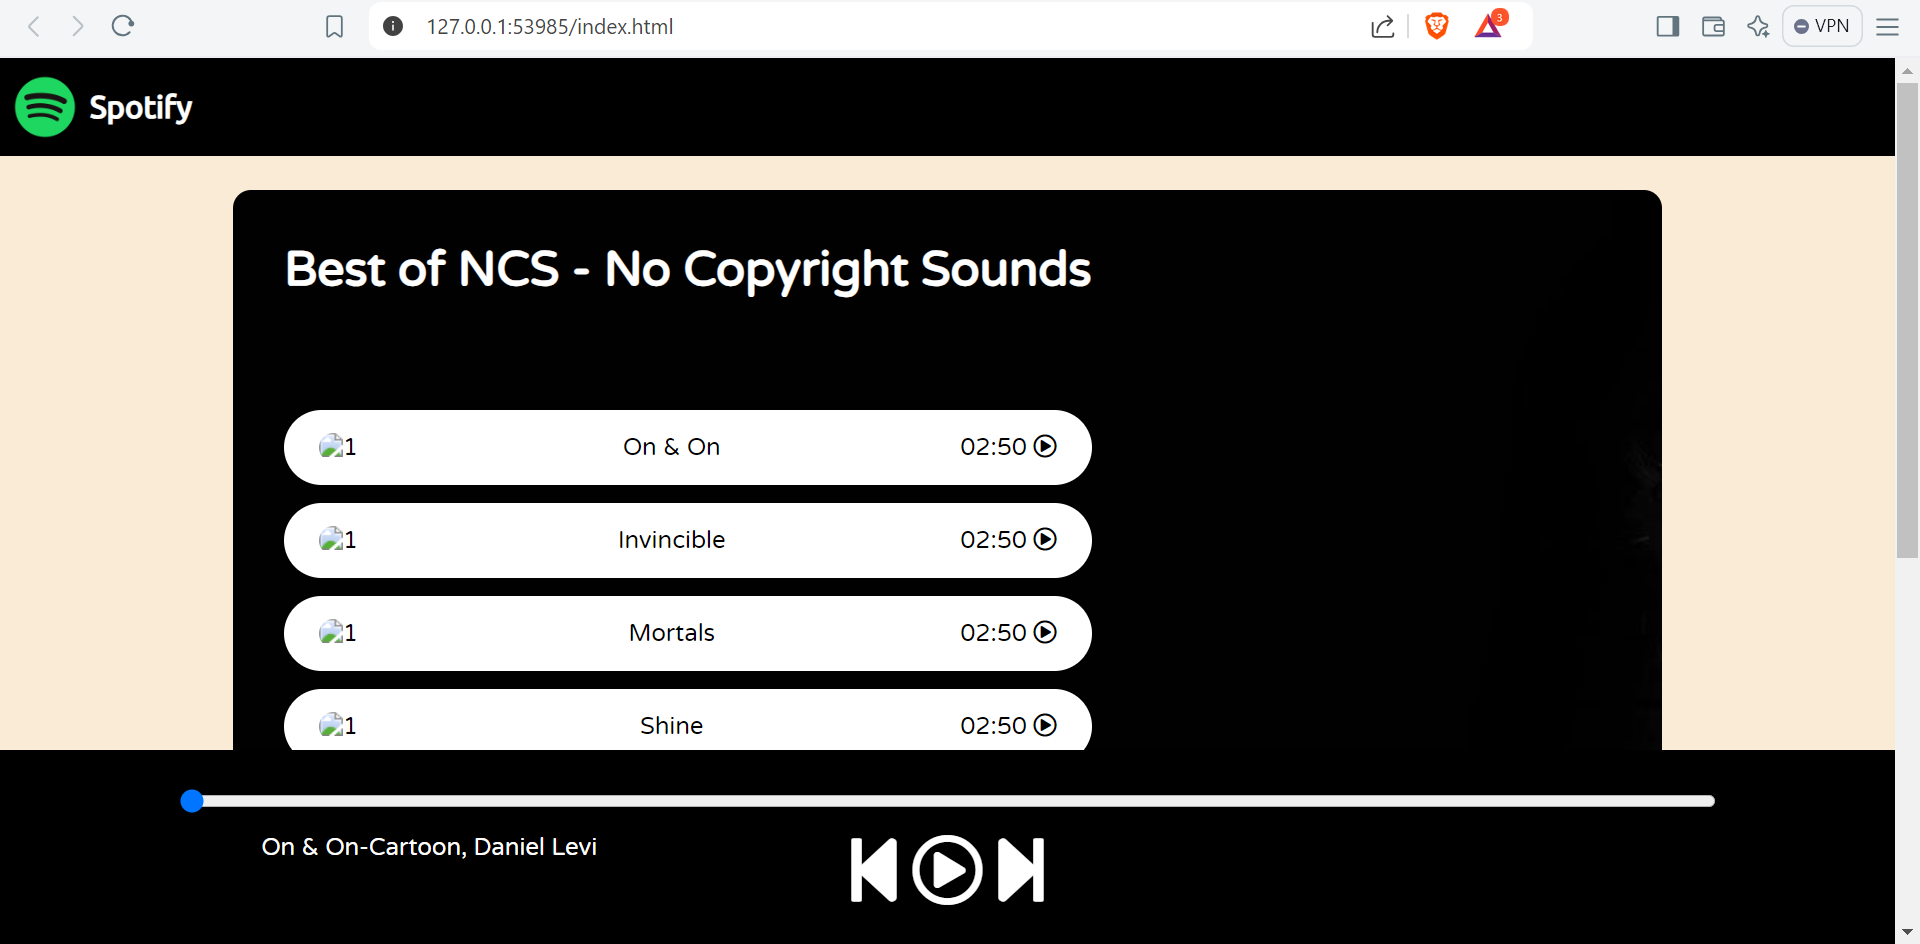 127.0.0.1:53985/index.html
3
VPN
Spotify
Best of NCS - No Copyright Sounds
1 On & On 02:50
1 Invincible 02:50
1 Mortals 02:50
1 Shine 02:50
On & On-Cartoon, Daniel Levi